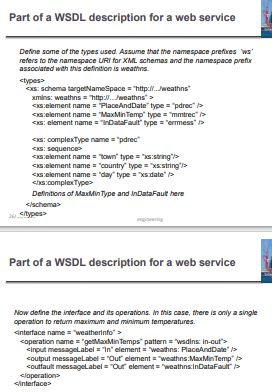 Part of a WSDL description for a web service
Define some of the types used. Assume that the namespace prefixes 'ws'
refers to the namespace URI for XML schemas and the namespace prefix
associated with this definition is weathns.
<types>
<xs: schema targetNameSpace = "http://.../weathns"
xmlns: weathns = "http://.../weathns" >
<xs:element name = "PlaceAndDate" type = "pdrec" />
<xs:element name = "MaxMinTemp" type = "mmtrec" />
<xs: element name = "InDataFault" type = "errmess" />
<xs: complexType name = "pdrec"
<xs: sequence>
<xs:element name = "town" type = "xs:string"/>
<xs:element name = "country" type = "xs:string"/>
<xs:element name = "day" type = "xs:date" />
</xs:complexType>
Definitions of MaxMinType and InDataFault here
</schema>
</types>
engineering
Part of a WSDL description for a web service
Now define the interface and its operations. In this case, there is only a single
operation to return maximum and minimum temperatures.
<interface name = "weatherInfo" >
<operation name = "getMaxMinTemps" pattern = "wsdlns: in-out">
<input messageLabel = "In" element = "weathns: PlaceAndDate" />
<output messageLabel = "Out" element = "weathns:MaxMinTemp" />
<outfault messageLabel = "Out" element = "weathns:InDataFault" />
</operation>
</interface>